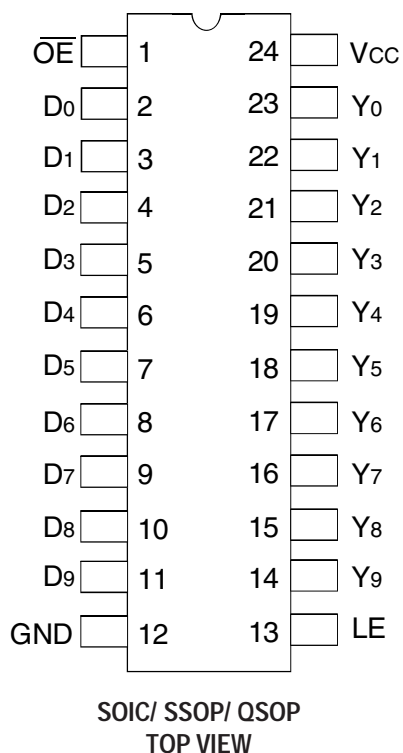 O̅E̅ 1 24 VCC
D0 2 23 Y0
D1 3 22 Y1
D2 4 21 Y2
D3 5 20 Y3
D4 6 19 Y4
D5 7 18 Y5
D6 8 17 Y6
D7 9 16 Y7
D8 10 15 Y8
D9 11 14 Y9
GND 12 13 LE
SOIC/ SSOP/ QSOP
TOP VIEW